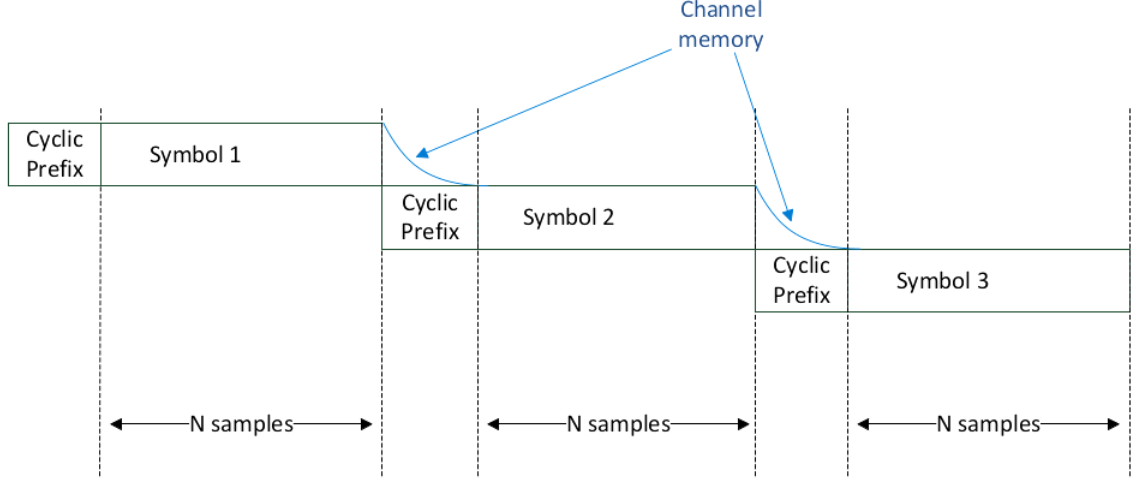 Channel
memory
Cyclic
Prefix
Symbol 1
Cyclic
Prefix
Symbol 2
Cyclic
Prefix
Symbol 3
N samples
N samples
N samples